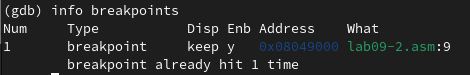 (gdb) info breakpoints
Num     Type           Disp Enb Address    What
1       breakpoint     keep y   0x08049000 lab09-2.asm:9
        breakpoint already hit 1 time